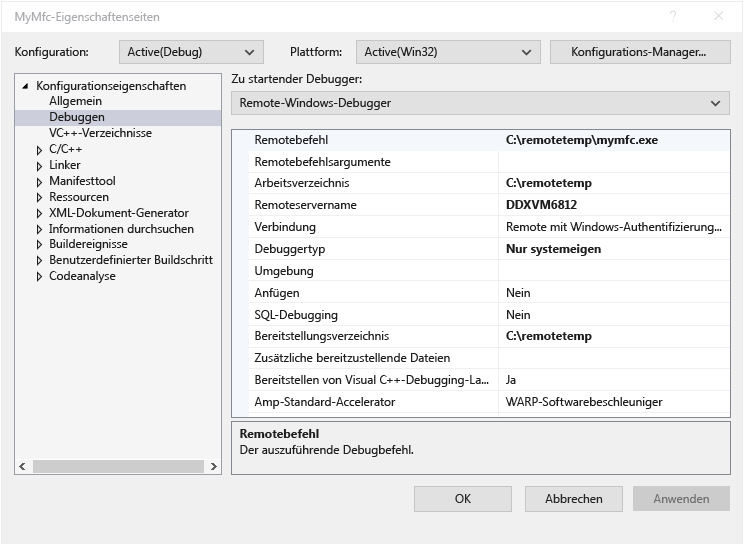 MyMfc-Eigenschaftenseiten
Konfiguration: Active(Debug) Plattform: Active(Win32) Konfigurations-Manager...
Konfigurationseigenschaften
Allgemein
Debuggen
VC++-Verzeichnisse
C/C++
Linker
Manifesttool
Ressourcen
XML-Dokument-Generator
Informationen durchsuchen
Buildereignisse
Benutzerdefinierter Buildschritt
Codeanalyse
Zu startender Debugger:
Remote-Windows-Debugger
Remotebefehl C:\remotetemp\mymfc.exe
Remotebefehlsargumente
Arbeitsverzeichnis C:\remotetemp
Remoteservername DDXVM6812
Verbindung Remote mit Windows-Authentifizierung...
Debuggertyp Nur systemeigen
Umgebung
Anfügen Nein
SQL-Debugging Nein
Bereitstellungsverzeichnis C:\remotetemp
Zusätzliche bereitzustellende Dateien
Bereitstellen von Visual C++-Debugging-La... Ja
Amp-Standard-Accelerator WARP-Softwarebeschleuniger
Remotebefehl
Der auszuführende Debugbefehl.
OK Abbrechen Anwenden